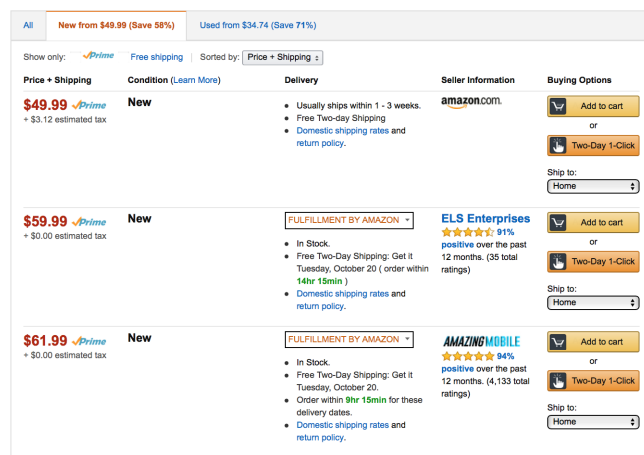 All
New from $49.99 (Save 58%)
Used from $34.74 (Save 71%)
Show only:
Prime
Free shipping
Sorted by:
Price + Shipping
Price + Shipping
Condition (Learn More)
Delivery
Seller Information
Buying Options
$49.99 Prime
+ $3.12 estimated tax
New
Usually ships within 1 - 3 weeks.
Free Two-day Shipping
Domestic shipping rates and
return policy.
amazon.com.
Add to cart
or
Two-Day 1-Click
Ship to:
Home
$59.99 Prime
+ $0.00 estimated tax
New
FULFILLMENT BY AMAZON
In Stock.
Free Two-Day Shipping: Get it
Tuesday, October 20 ( order within
14hr 15min )
Domestic shipping rates and
return policy.
ELS Enterprises
91%
positive over the past
12 months. (35 total
ratings)
Add to cart
or
Two-Day 1-Click
Ship to:
Home
$61.99 Prime
+ $0.00 estimated tax
New
FULFILLMENT BY AMAZON
In Stock.
Free Two-Day Shipping: Get it
Tuesday, October 20.
Order within 9hr 15min for these
delivery dates.
Domestic shipping rates and
return policy.
AMAZING MOBILE
94%
positive over the past
12 months. (4,133 total
ratings)
Add to cart
or
Two-Day 1-Click
Ship to:
Home